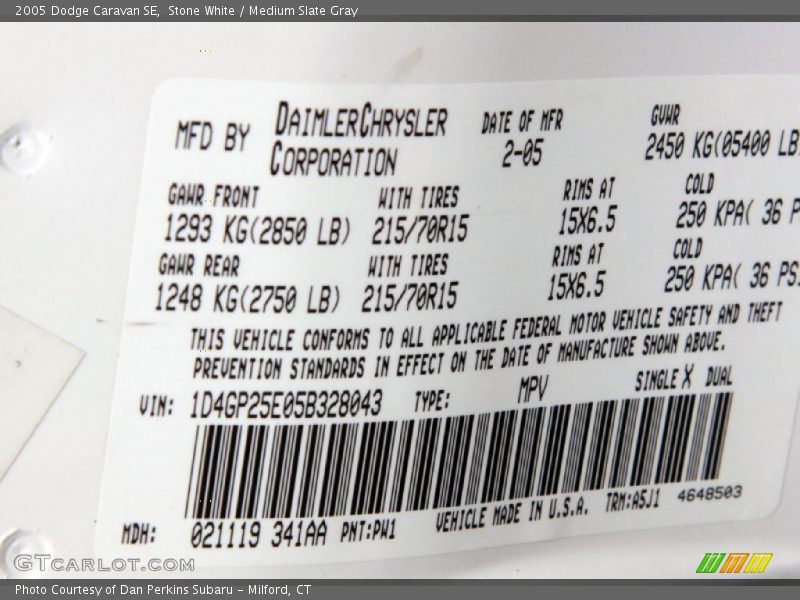 2005 Dodge Caravan SE,  Stone White / Medium Slate Gray
MFD BY DAIMLERCHRYSLER CORPORATION DATE OF MFR 2-05 GVWR 2450 KG(05400 LB
GAWR FRONT WITH TIRES RIMS AT COLD
1293 KG(2850 LB) 215/70R15 15X6.5 250 KPA( 36 P
GAWR REAR WITH TIRES RIMS AT COLD
1248 KG(2750 LB) 215/70R15 15X6.5 250 KPA( 36 PS
THIS VEHICLE CONFORMS TO ALL APPLICABLE FEDERAL MOTOR VEHICLE SAFETY AND THEFT
PREVENTION STANDARDS IN EFFECT ON THE DATE OF MANUFACTURE SHOWN ABOVE.
VIN: 1D4GP25E05B328043 TYPE: MPV SINGLE X DUAL
MDH: 021119 341AA PNT:PW1 VEHICLE MADE IN U.S.A. TRM:A5J1 4648503
GTcarlot.com
Photo Courtesy of Dan Perkins Subaru - Milford, CT